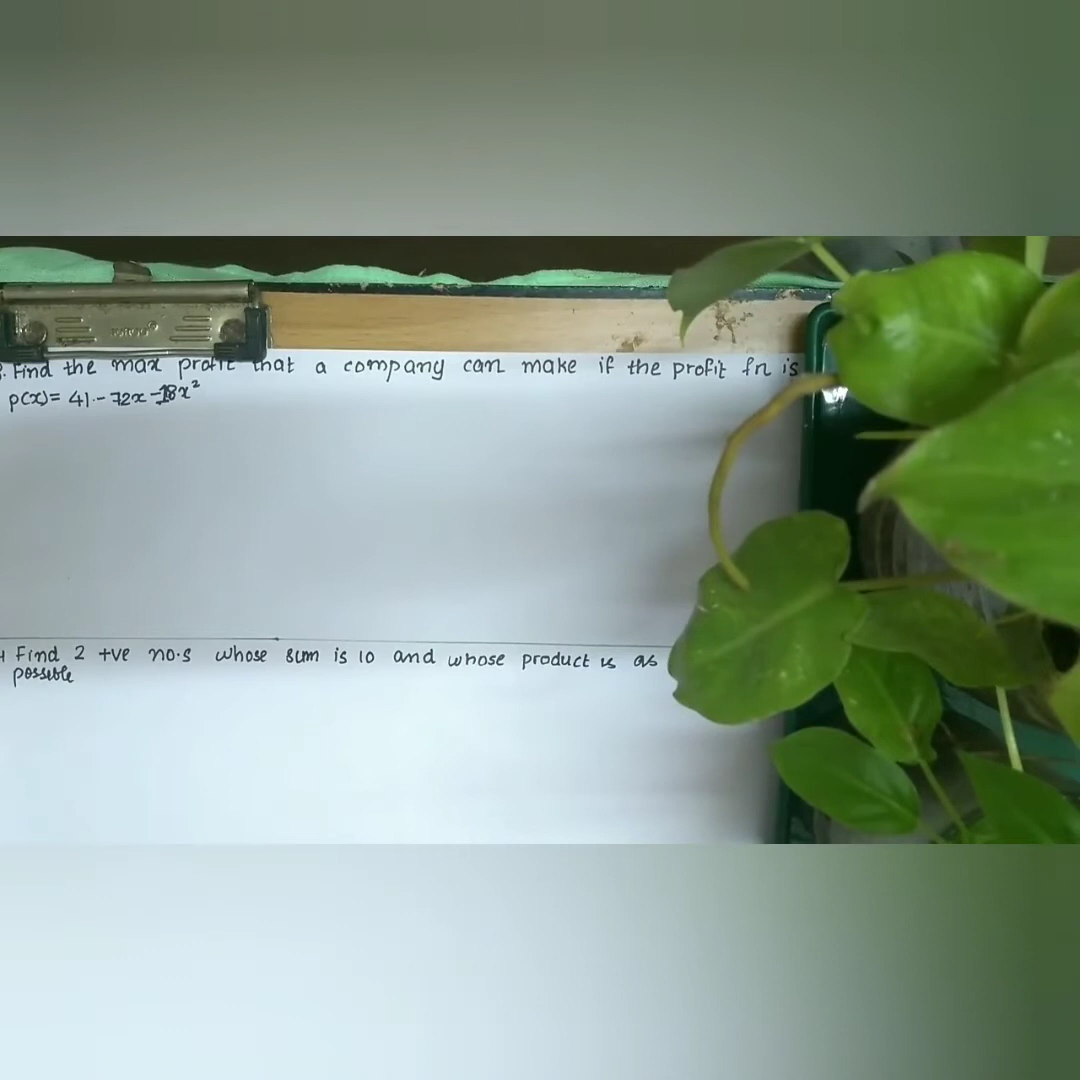 Find the max profit that a company can make if the profit fn is
p(x)= 41 - 72x - 18x²
Find 2 +ve no.s whose sum is 10 and whose product is as
possible